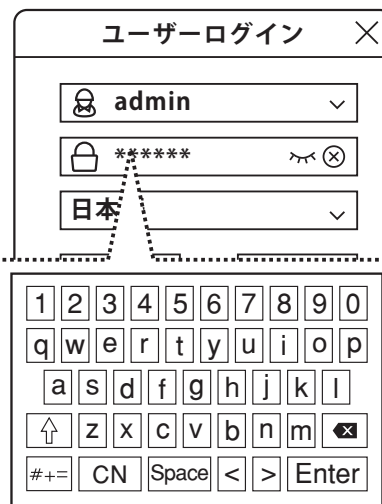 ユーザーログイン
admin
******
日本
1 2 3 4 5 6 7 8 9 0
q w e r t y u i o p
a s d f g h j k l
z x c v b n m
#+= CN Space < > Enter